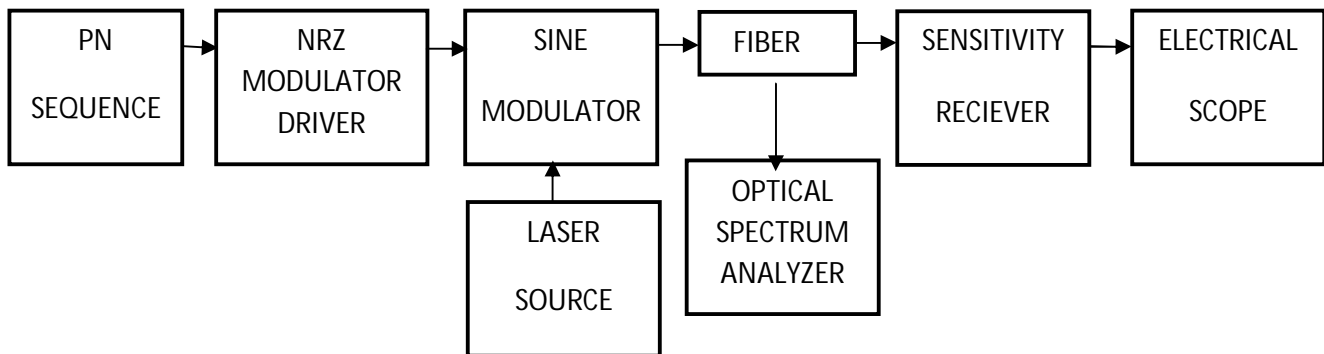 PN
SEQUENCE
NRZ
MODULATOR
DRIVER
SINE
MODULATOR
FIBER
SENSITIVITY
RECIEVER
ELECTRICAL
SCOPE
LASER
SOURCE
OPTICAL
SPECTRUM
ANALYZER